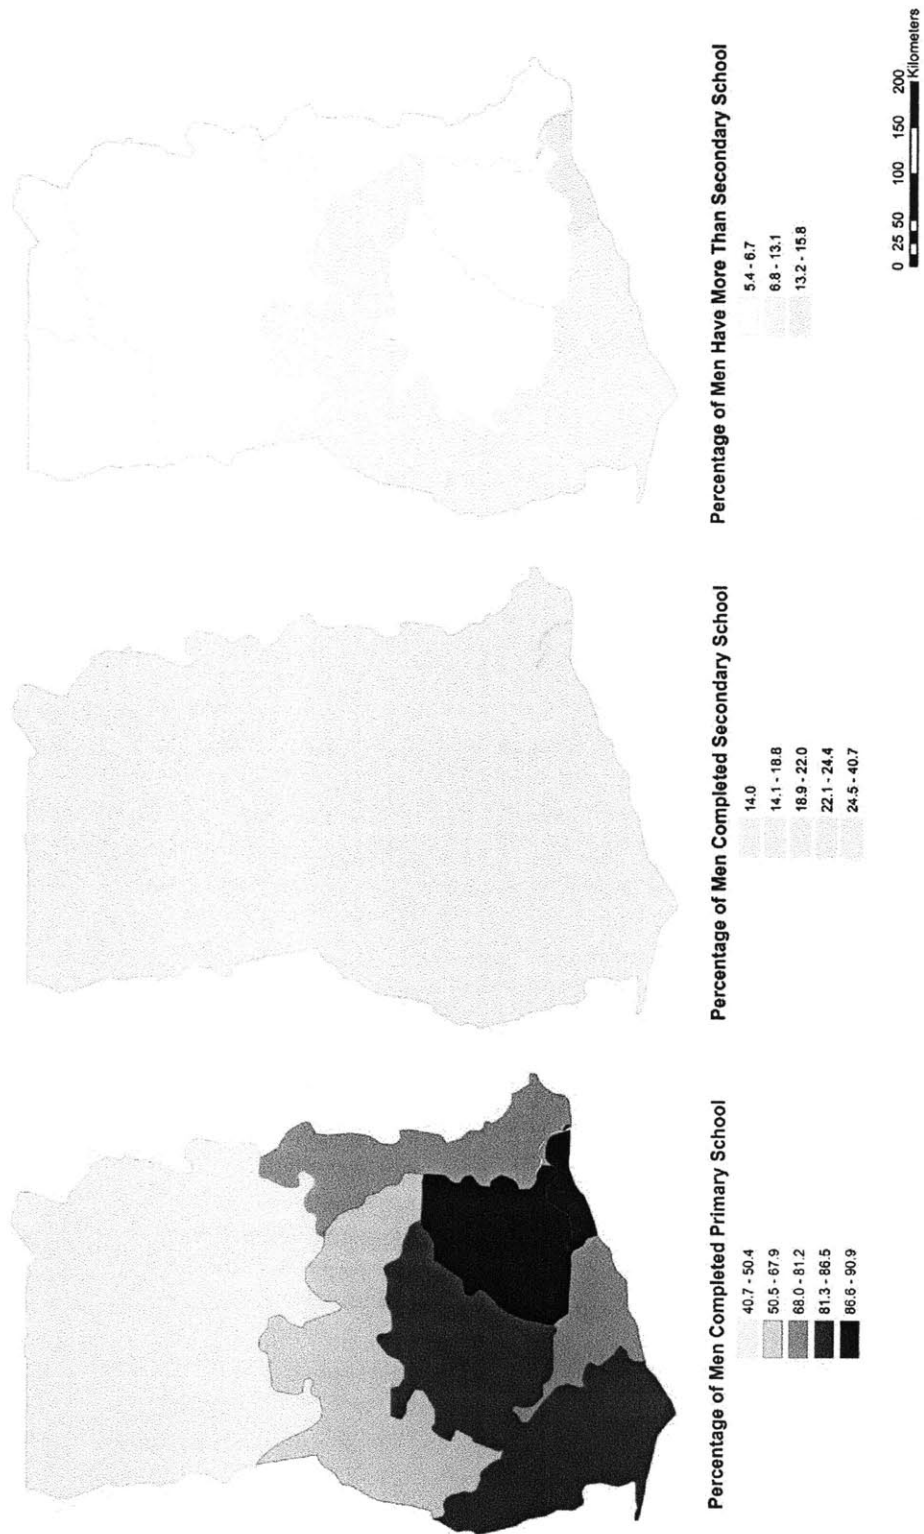 Percentage of Men Completed Primary School
40.7 - 50.4
50.5 - 67.9
68.0 - 81.2
81.3 - 86.5
86.6 - 90.9
Percentage of Men Completed Secondary School
14.0
14.1 - 18.8
18.9 - 22.0
22.1 - 24.4
24.5 - 40.7
Percentage of Men Have More Than Secondary School
5.4 - 6.7
6.8 - 13.1
13.2 - 15.8
0 25 50 100 150 200
Kilometers